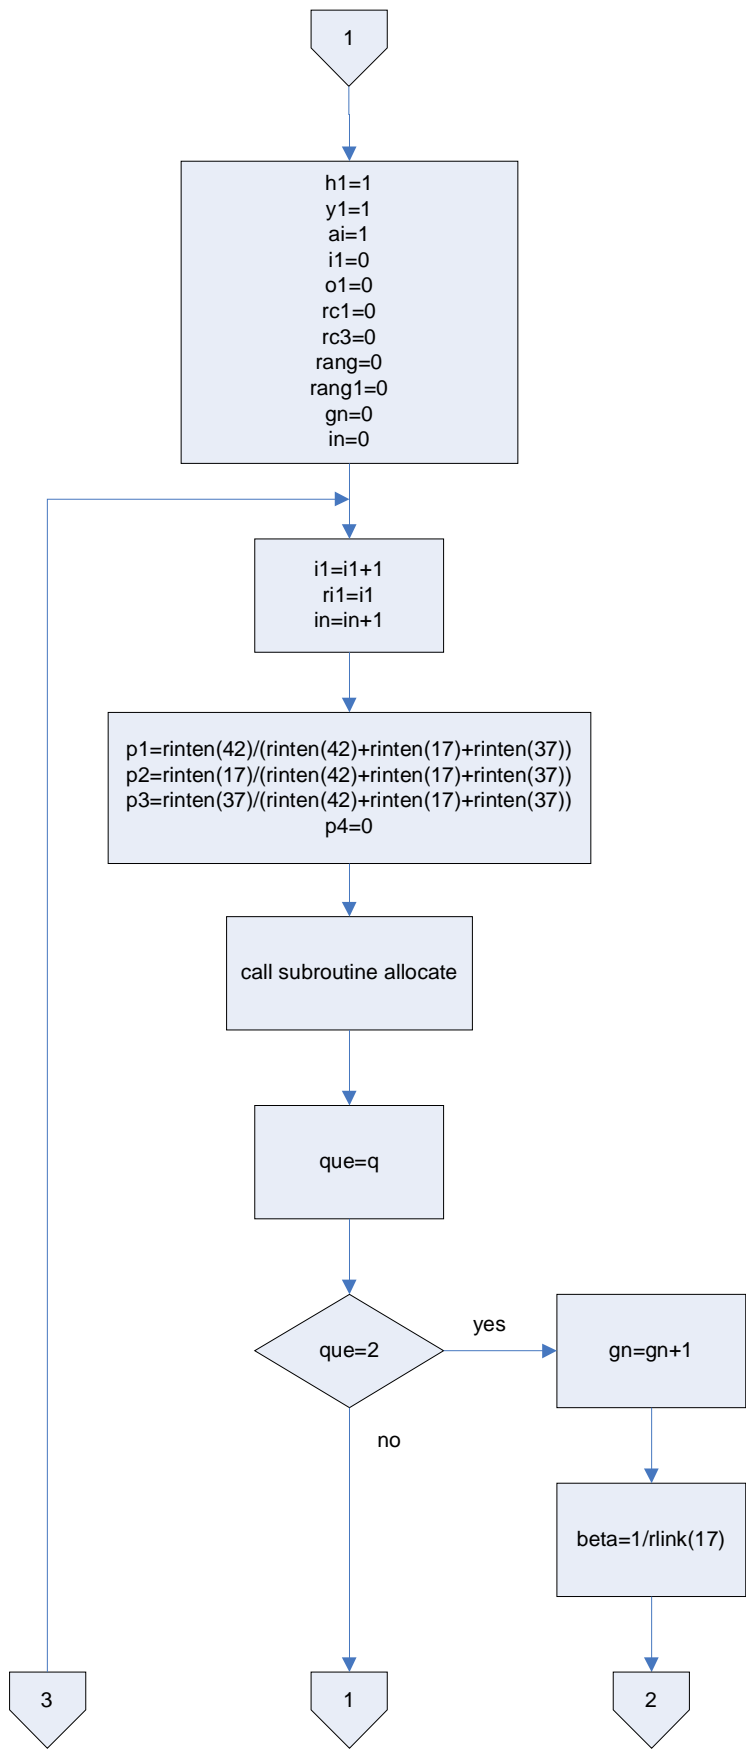 1
h1=1
y1=1
ai=1
i1=0
o1=0
rc1=0
rc3=0
rang=0
rang1=0
gn=0
in=0
i1=i1+1
ri1=i1
in=in+1
p1=rinten(42)/(rinten(42)+rinten(17)+rinten(37))
p2=rinten(17)/(rinten(42)+rinten(17)+rinten(37))
p3=rinten(37)/(rinten(42)+rinten(17)+rinten(37))
p4=0
call subroutine allocate
que=q
que=2
yes
gn=gn+1
no
beta=1/rlink(17)
3
1
2